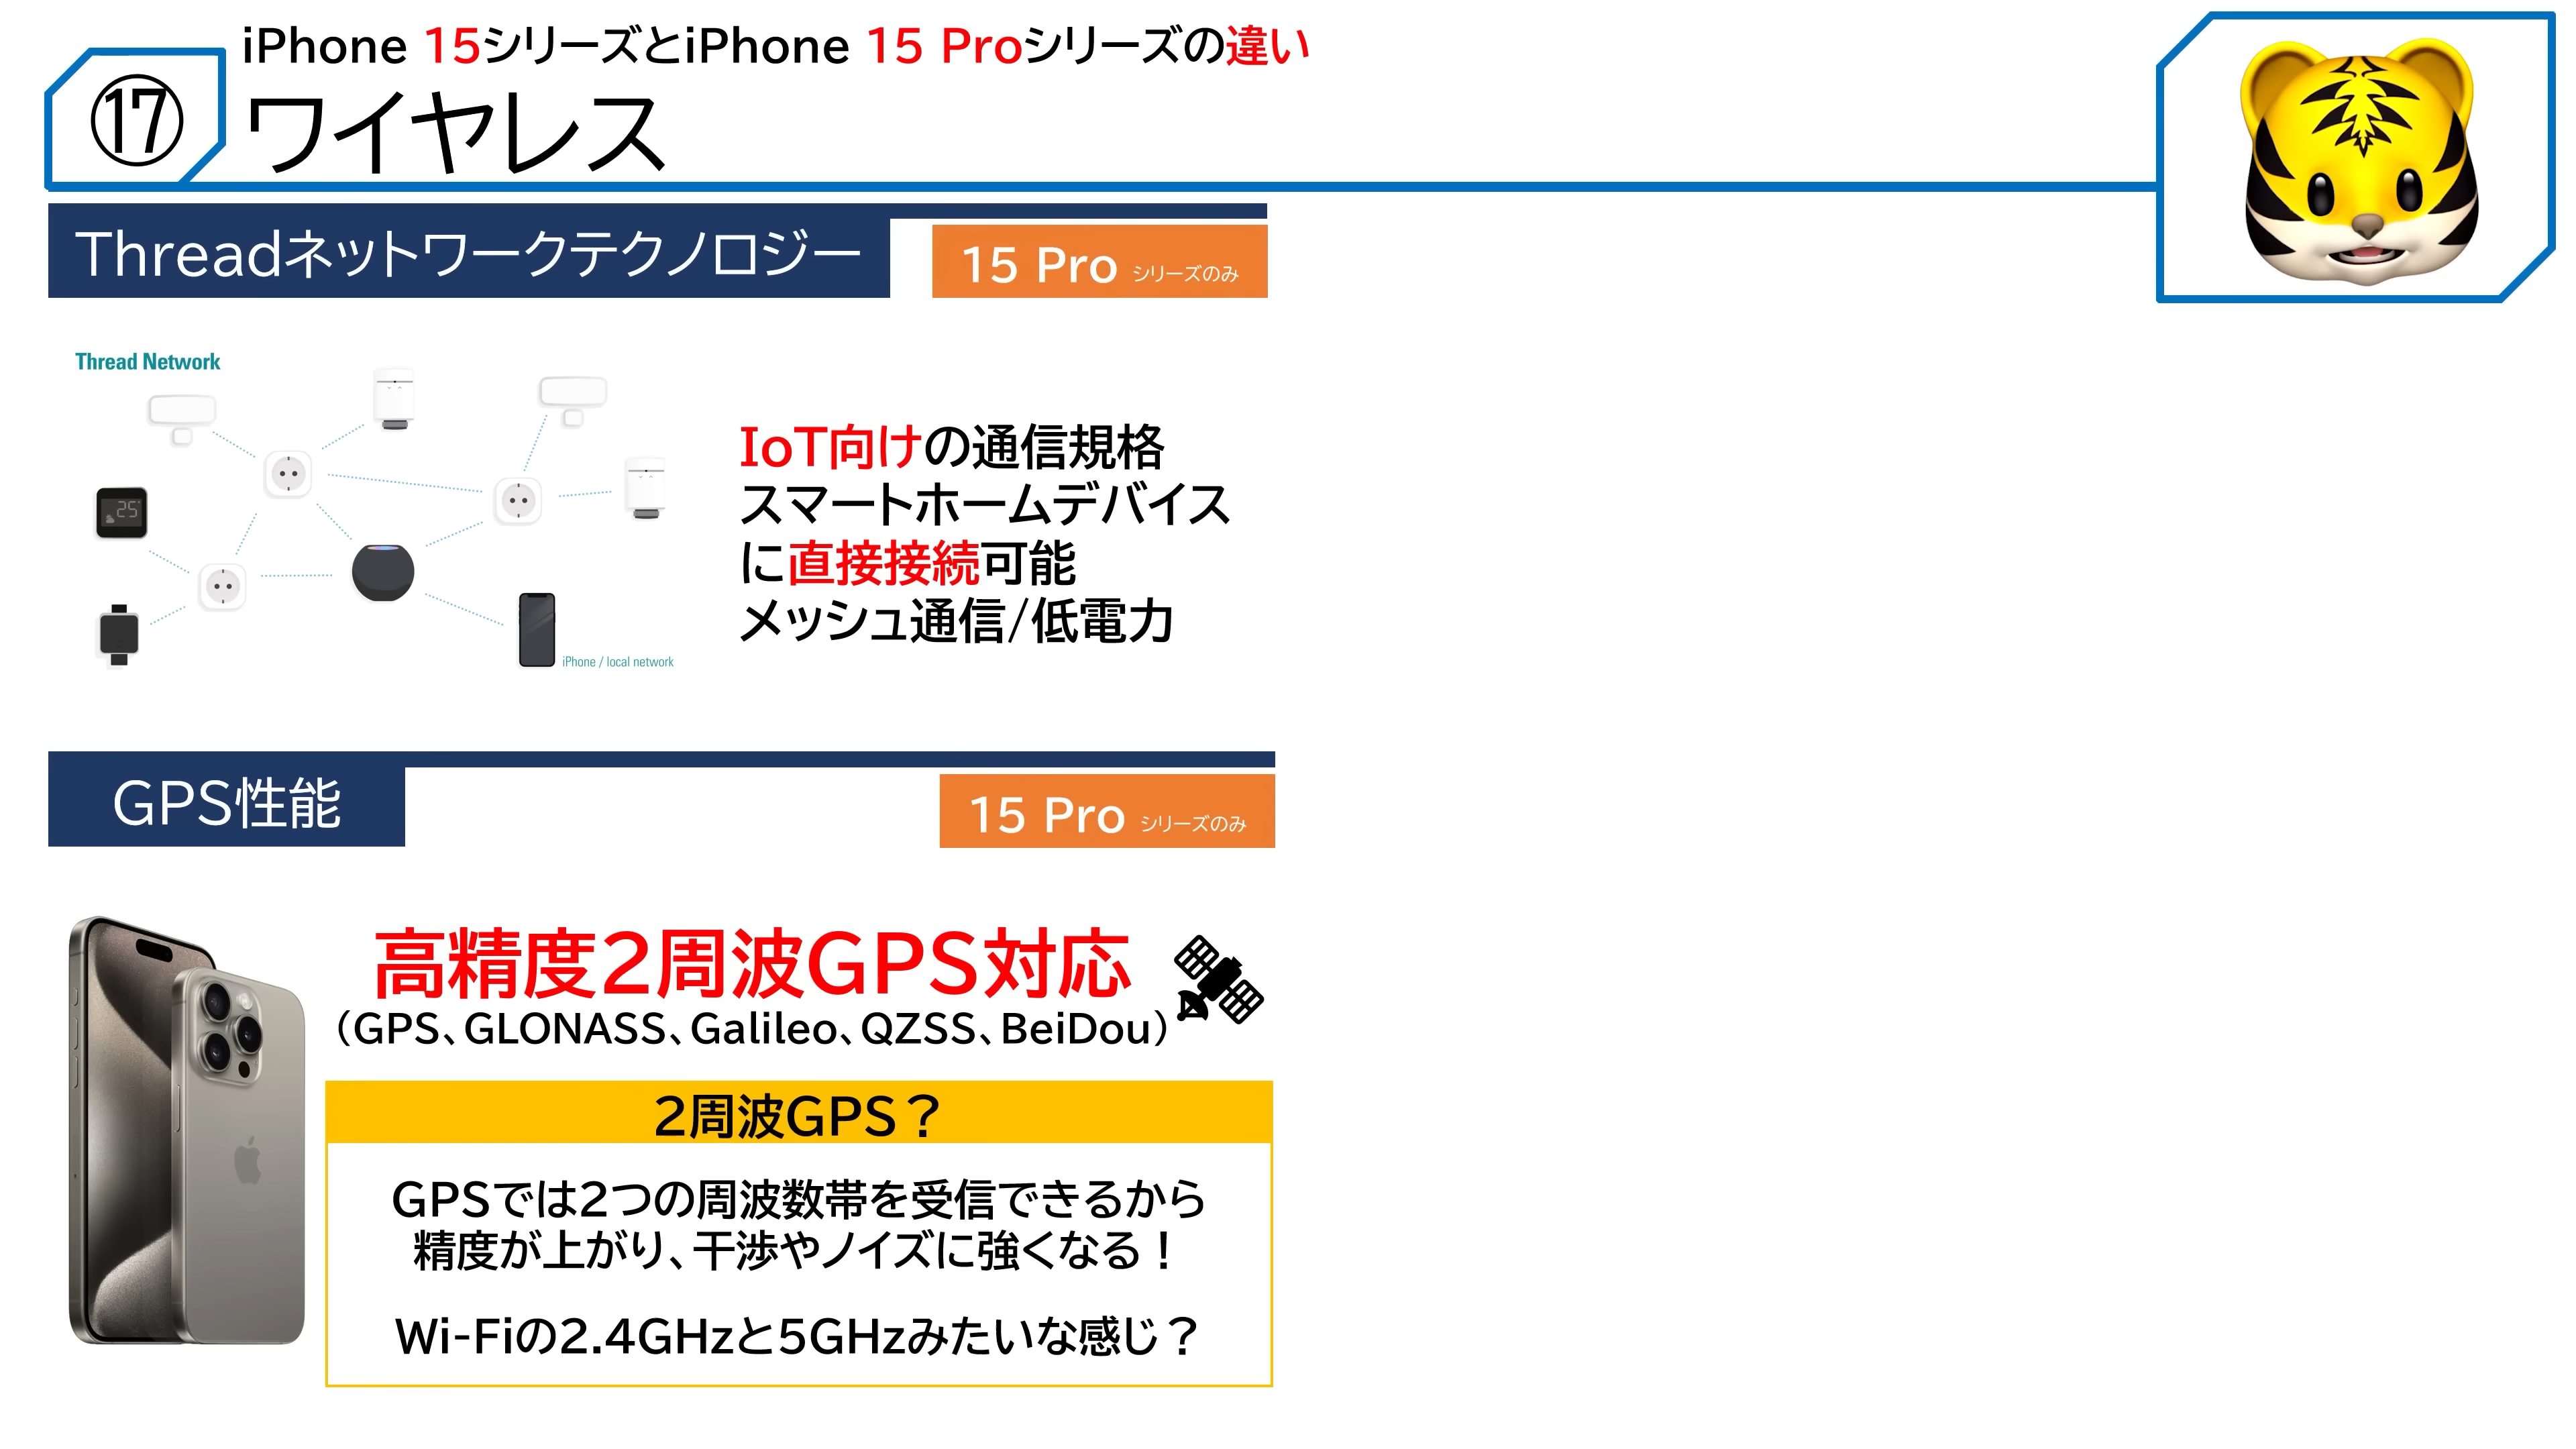 iPhone 15シリーズとiPhone 15 Proシリーズの違い
⑰
ワイヤレス
Threadネットワークテクノロジー
15 Pro シリーズのみ
Thread Network
25°
iPhone / local network
IoT向けの通信規格
スマートホームデバイス
に直接接続可能
メッシュ通信/低電力
GPS性能
15 Pro シリーズのみ
高精度2周波GPS対応
（GPS、GLONASS、Galileo、QZSS、BeiDou）
2周波GPS？
GPSでは2つの周波数帯を受信できるから
精度が上がり、干渉やノイズに強くなる！
Wi-Fiの2.4GHzと5GHzみたいな感じ？